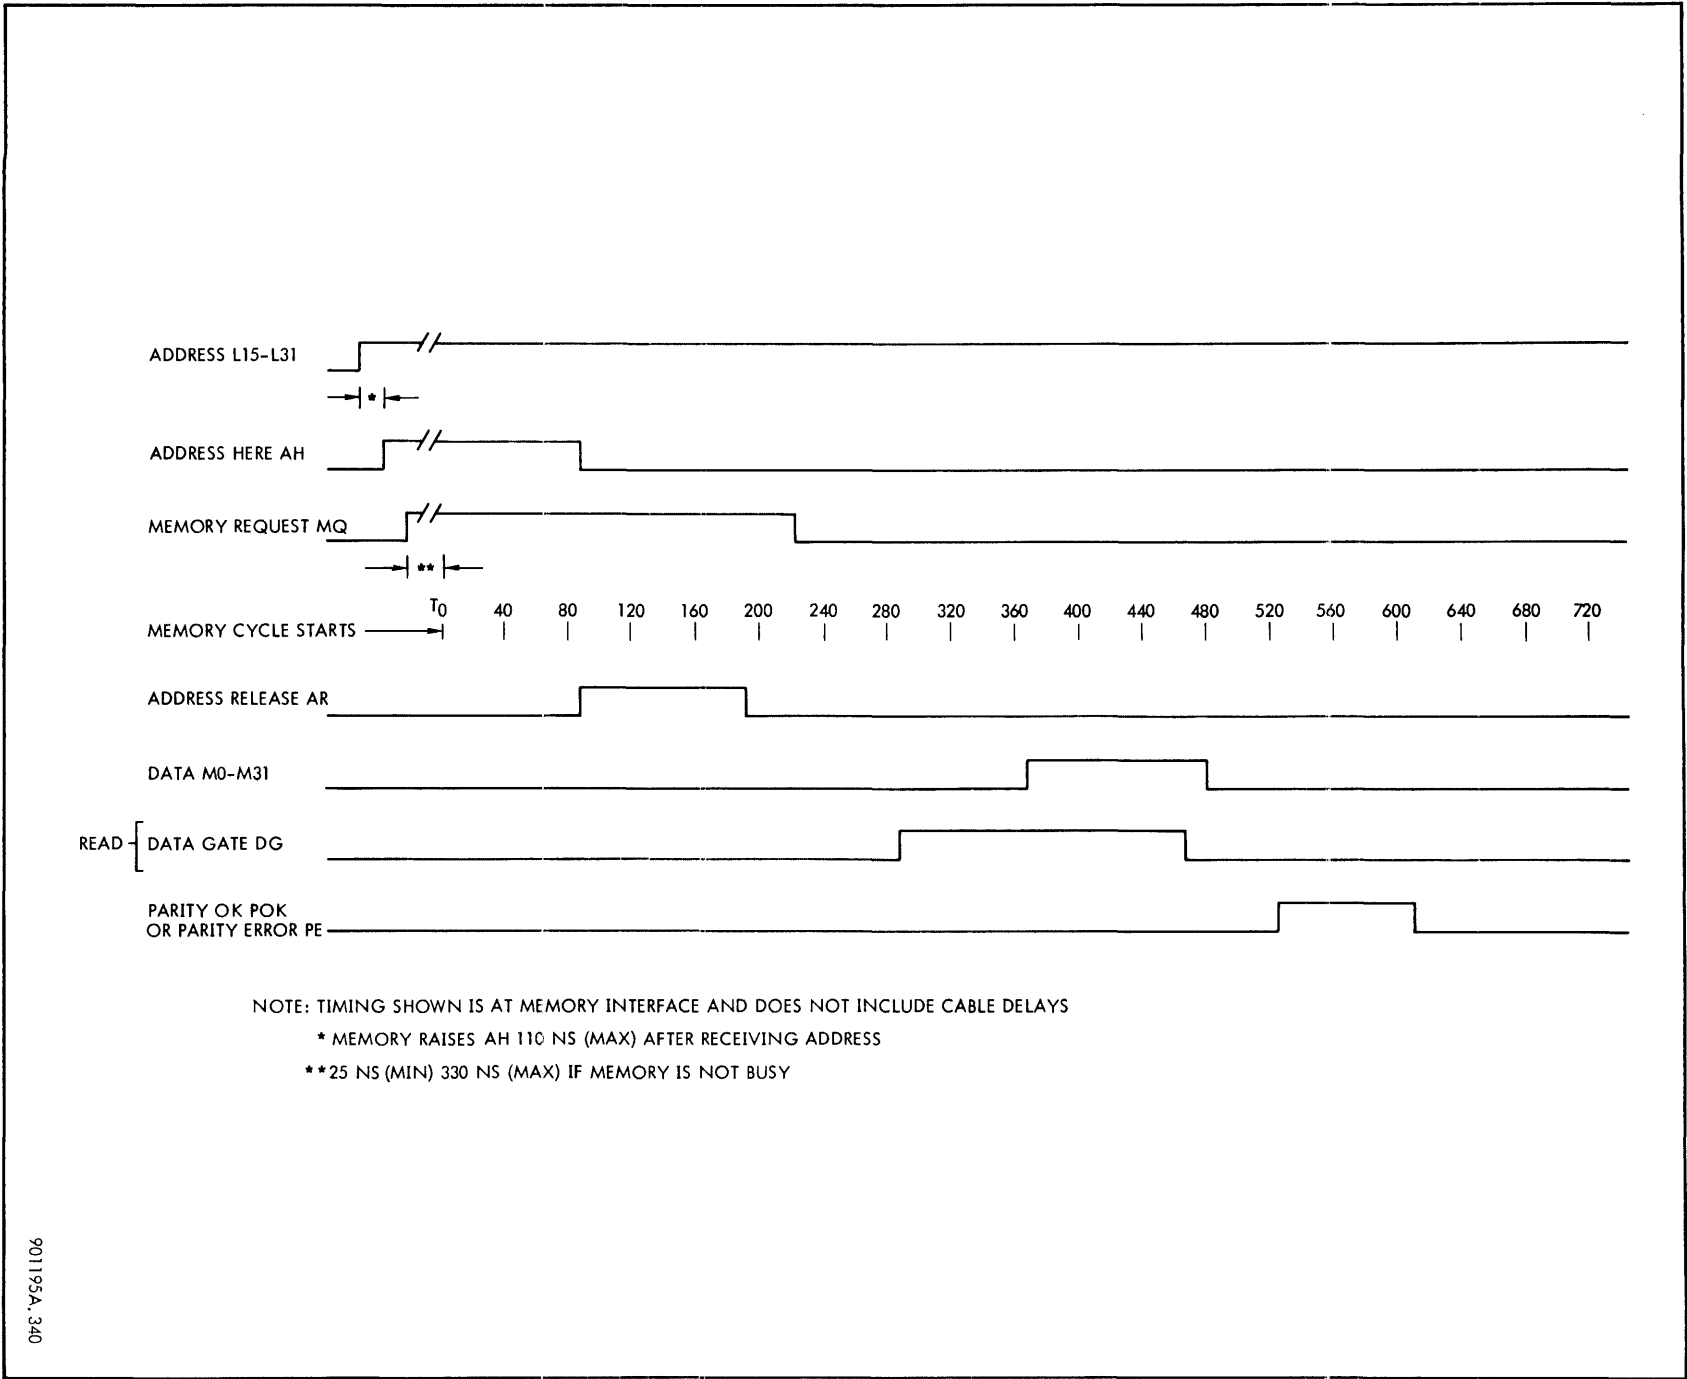 ADDRESS L15-L31
*
ADDRESS HERE AH
MEMORY REQUEST MQ
**
T0 40 80 120 160 200 240 280 320 360 400 440 480 520 560 600 640 680 720
MEMORY CYCLE STARTS
ADDRESS RELEASE AR
DATA M0-M31
READ DATA GATE DG
PARITY OK POK
OR PARITY ERROR PE
NOTE: TIMING SHOWN IS AT MEMORY INTERFACE AND DOES NOT INCLUDE CABLE DELAYS
* MEMORY RAISES AH 110 NS (MAX) AFTER RECEIVING ADDRESS
**25 NS (MIN) 330 NS (MAX) IF MEMORY IS NOT BUSY
901195A.340